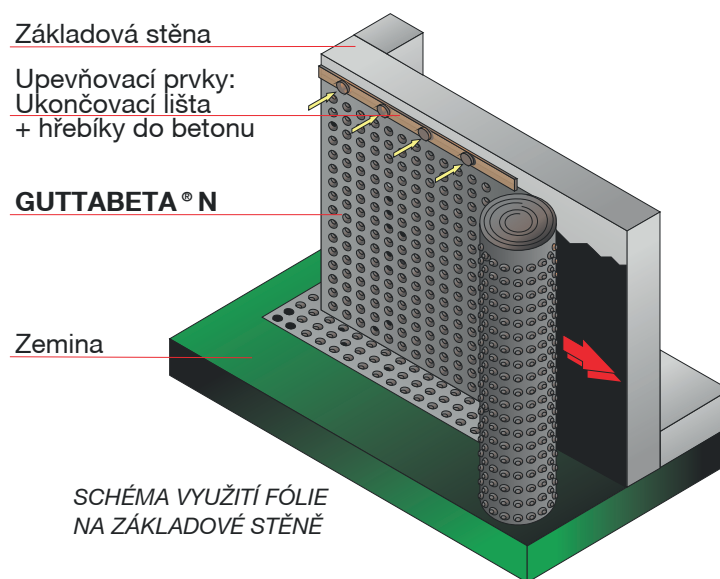 Základová stěna
Upevňovací prvky:
Ukončovací lišta
+ hřebíky do betonu
GUTTABETA ® N
Zemina
SCHÉMA VYUŽITÍ FÓLIE
NA ZÁKLADOVÉ STĚNĚ